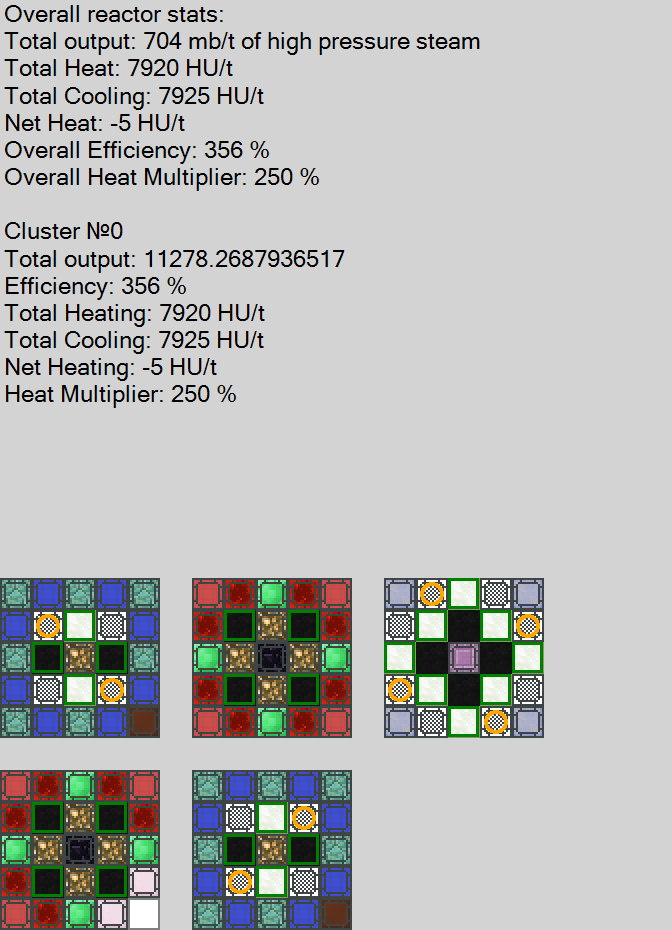 Overall reactor stats:
Total output: 704 mb/t of high pressure steam
Total Heat: 7920 HU/t
Total Cooling: 7925 HU/t
Net Heat: -5 HU/t
Overall Efficiency: 356 %
Overall Heat Multiplier: 250 %
Cluster №0
Total output: 11278.2687936517
Efficiency: 356 %
Total Heating: 7920 HU/t
Total Cooling: 7925 HU/t
Net Heating: -5 HU/t
Heat Multiplier: 250 %